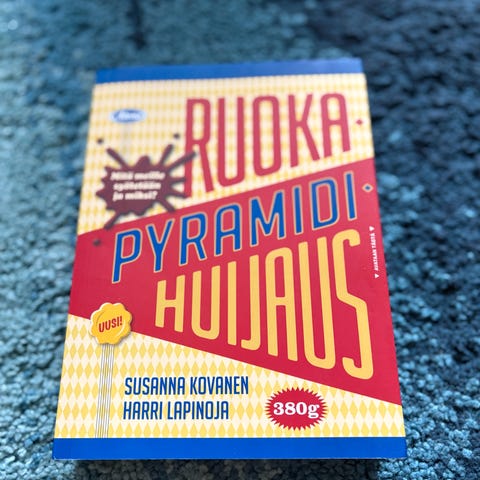 RUOKA-
Mitä meille
syötetään
ja miksi?
PYRAMIDI-
HUIJAUS
UUSI!
SUSANNA KOVANEN
HARRI LAPINOJA
380g